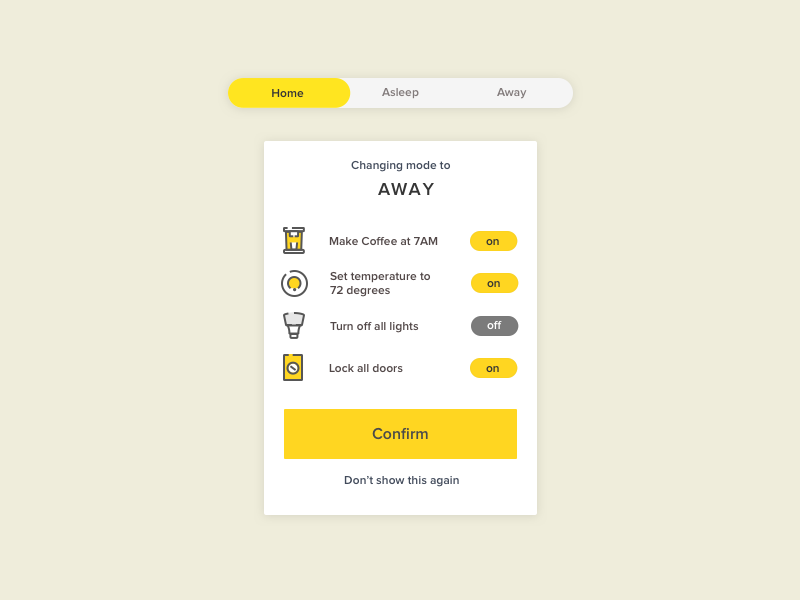 Home
Asleep
Away
Changing mode to
AWAY
Make Coffee at 7AM
on
Set temperature to
72 degrees
on
Turn off all lights
off
Lock all doors
on
Confirm
Don’t show this again